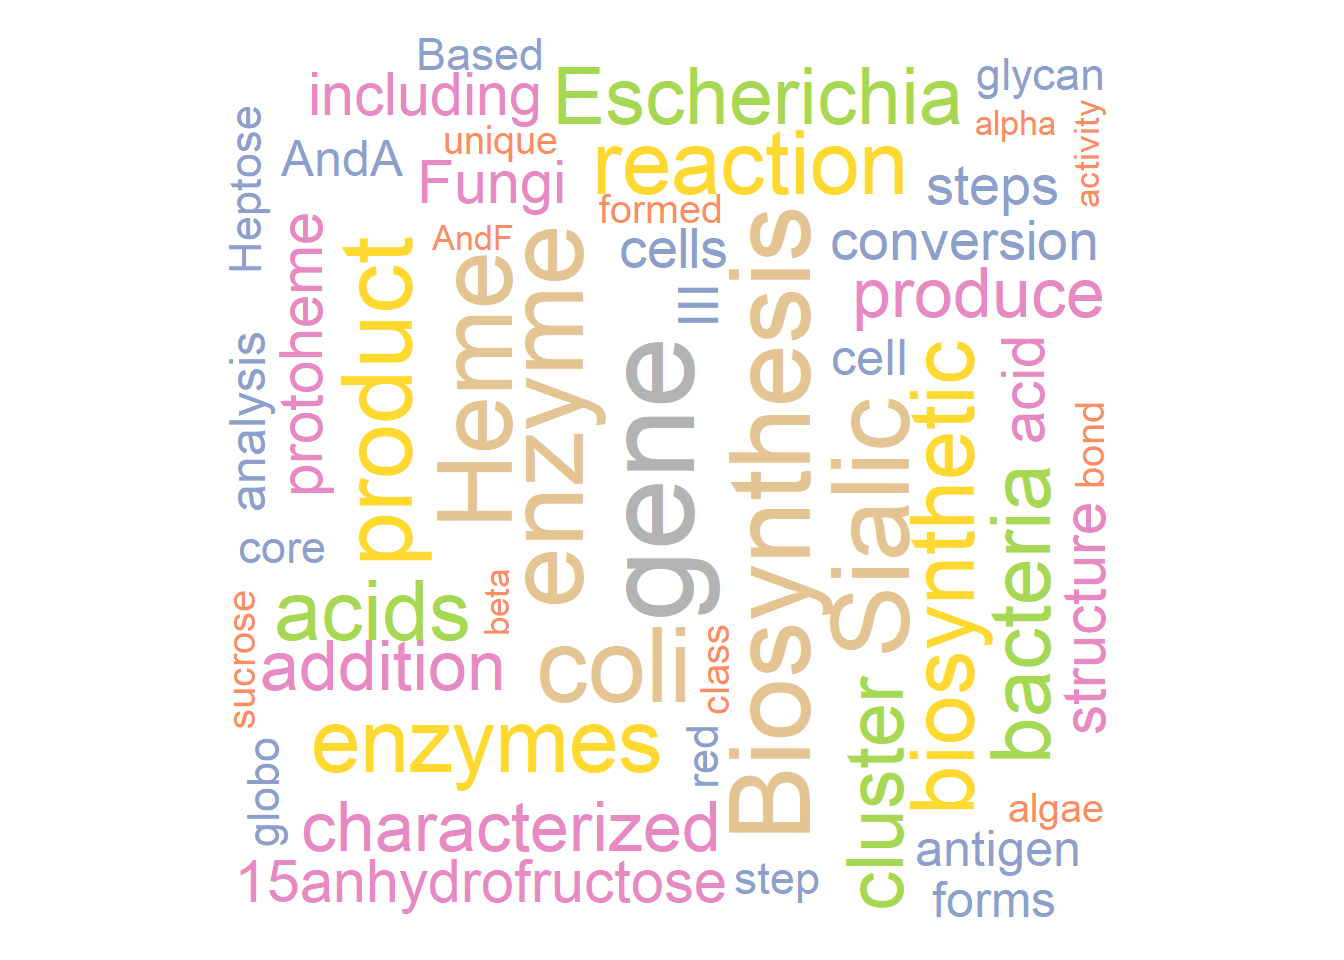 Based
including
Escherichia
glycan
alpha
activity
Heptose
AndA
unique
Fungi
reaction
steps
formed
AndF
cells
conversion
protoheme
product
Heme
enzyme
III
Biosynthesis
produce
analysis
gene
cell
Sialic
biosynthetic
acid
bond
core
bacteria
structure
sucrose
acids
beta
addition
coli
class
enzymes
red
cluster
globo
characterized
algae
antigen
15anhydrofructose
step
forms